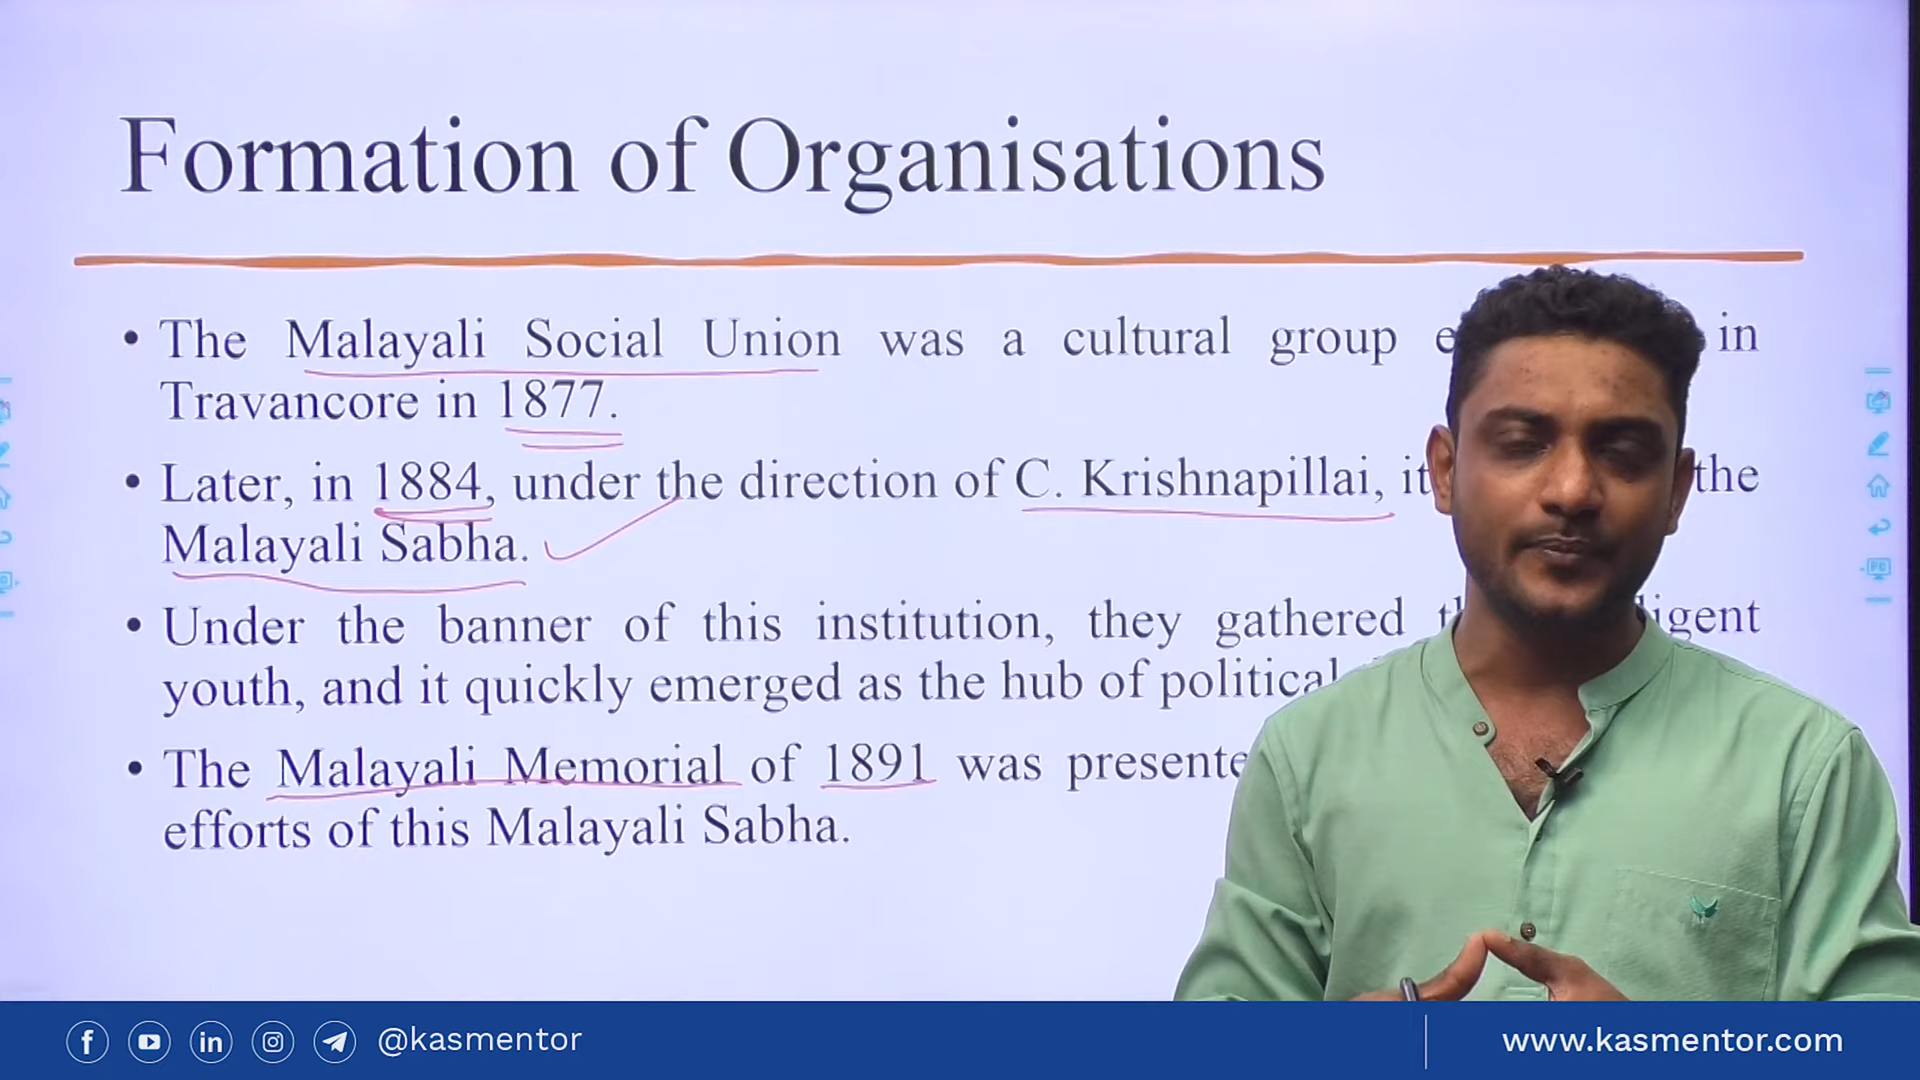 Formation of Organisations
• The Malayali Social Union was a cultural group in
Travancore in 1877.
• Later, in 1884, under the direction of C. Krishnapillai, it the
Malayali Sabha.
• Under the banner of this institution, they gathered
youth, and it quickly emerged as the hub of political
• The Malayali Memorial of 1891 was
efforts of this Malayali Sabha.
@kasmentor
www.kasmentor.com